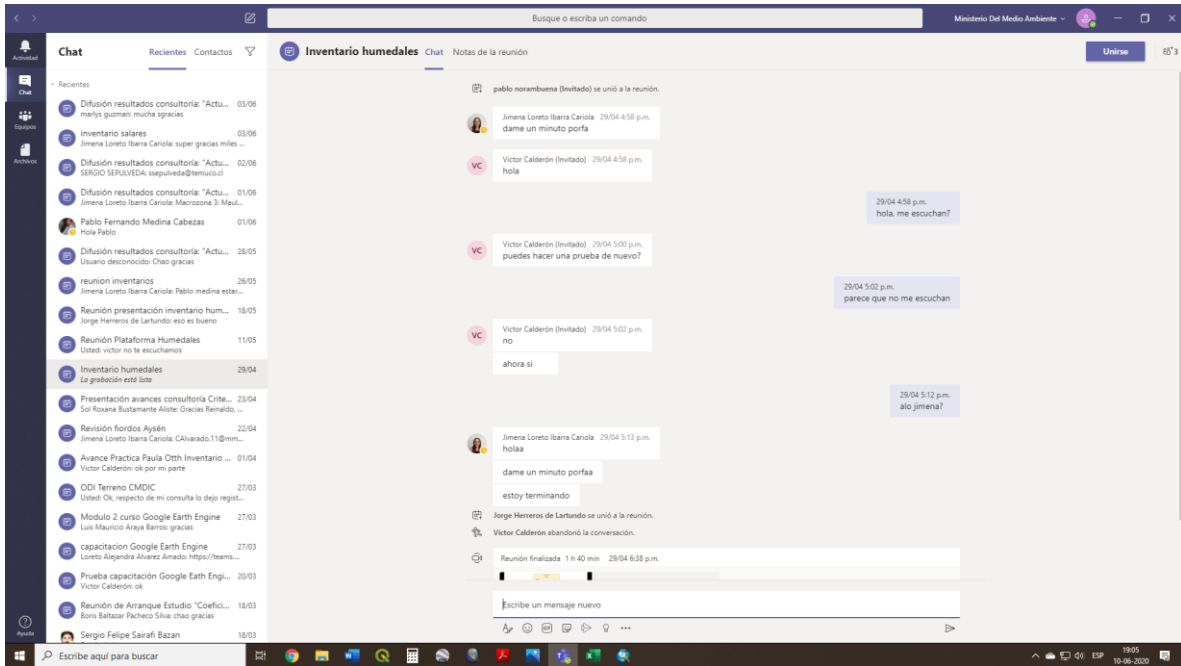 Busque o escriba un comando
Ministerio Del Medio Ambiente
Actividad
Chat
Equipos
Archivos
Ayuda
Chat
Recientes
Contactos
Recientes
Difusión resultados consultoría: "Actu... 03/06
marlys guzman: mucha sgracias
inventario salares 03/06
Jimena Loreto Ibarra Cariola: super gracias miles ...
Difusión resultados consultoría: "Actu... 02/06
SERGIO SEPULVEDA: ssepulveda@temuco.cl
Difusión resultados consultoría: "Actu... 01/06
Jimena Loreto Ibarra Cariola: Macrozona 3: Maul...
Pablo Fernando Medina Cabezas 01/06
Hola Pablo
Difusión resultados consultoría: "Actu... 28/05
Usuario desconocido: Chao gracias
reunion inventarios 26/05
Jimena Loreto Ibarra Cariola: Pablo medina estar...
Reunión presentación inventario hum... 18/05
Jorge Herreros de Lartundo: eso es bueno
Reunión Plataforma Humedales 11/05
Usted: victor no te escuchamos
Inventario humedales 29/04
La grabación está lista
Presentación avances consultoría Crite... 23/04
Sol Roxana Bustamante Aliste: Gracias Reinaldo, ...
Revisión fiordos Aysén 22/04
Jimena Loreto Ibarra Cariola: CAlvarado.11@mm...
Avance Practica Paula Otth Inventario ... 01/04
Victor Calderón: ok por mi parte
ODI Terreno CMDIC 27/03
Usted: Ok, respecto de mi consulta lo dejo regist...
Modulo 2 curso Google Earth Engine 27/03
Luis Mauricio Araya Barros: gracias
capacitacion Google Earth Engine 27/03
Loreto Alejandra Alvarez Amado: https://teams....
Prueba capacitación Google Eath Engi... 20/03
Victor Calderón: ok
Reunión de Arranque Estudio "Coefici... 18/03
Boris Baltazar Pacheco Silva: chao gracias
Sergio Felipe Sairafi Bazan 18/03
Inventario humedales Chat Notas de la reunión
Unirse
3
pablo norambuena (Invitado) se unió a la reunión.
Jimena Loreto Ibarra Cariola 29/04 4:58 p.m.
dame un minuto porfa
VC
Victor Calderón (Invitado) 29/04 4:58 p.m.
hola
29/04 4:58 p.m.
hola, me escuchan?
VC
Victor Calderón (Invitado) 29/04 5:00 p.m.
puedes hacer una prueba de nuevo?
29/04 5:02 p.m.
parece que no me escuchan
VC
Victor Calderón (Invitado) 29/04 5:02 p.m.
no
ahora si
29/04 5:12 p.m.
alo jimena?
Jimena Loreto Ibarra Cariola 29/04 5:13 p.m.
holaa
dame un minuto porfaa
estoy terminando
Jorge Herreros de Lartundo se unió a la reunión.
Victor Calderón abandonó la conversación.
Reunión finalizada 1 h 40 min 29/04 6:38 p.m.
Escribe un mensaje nuevo
GIF
Escribe aquí para buscar
ESP
19:05
10-06-2020